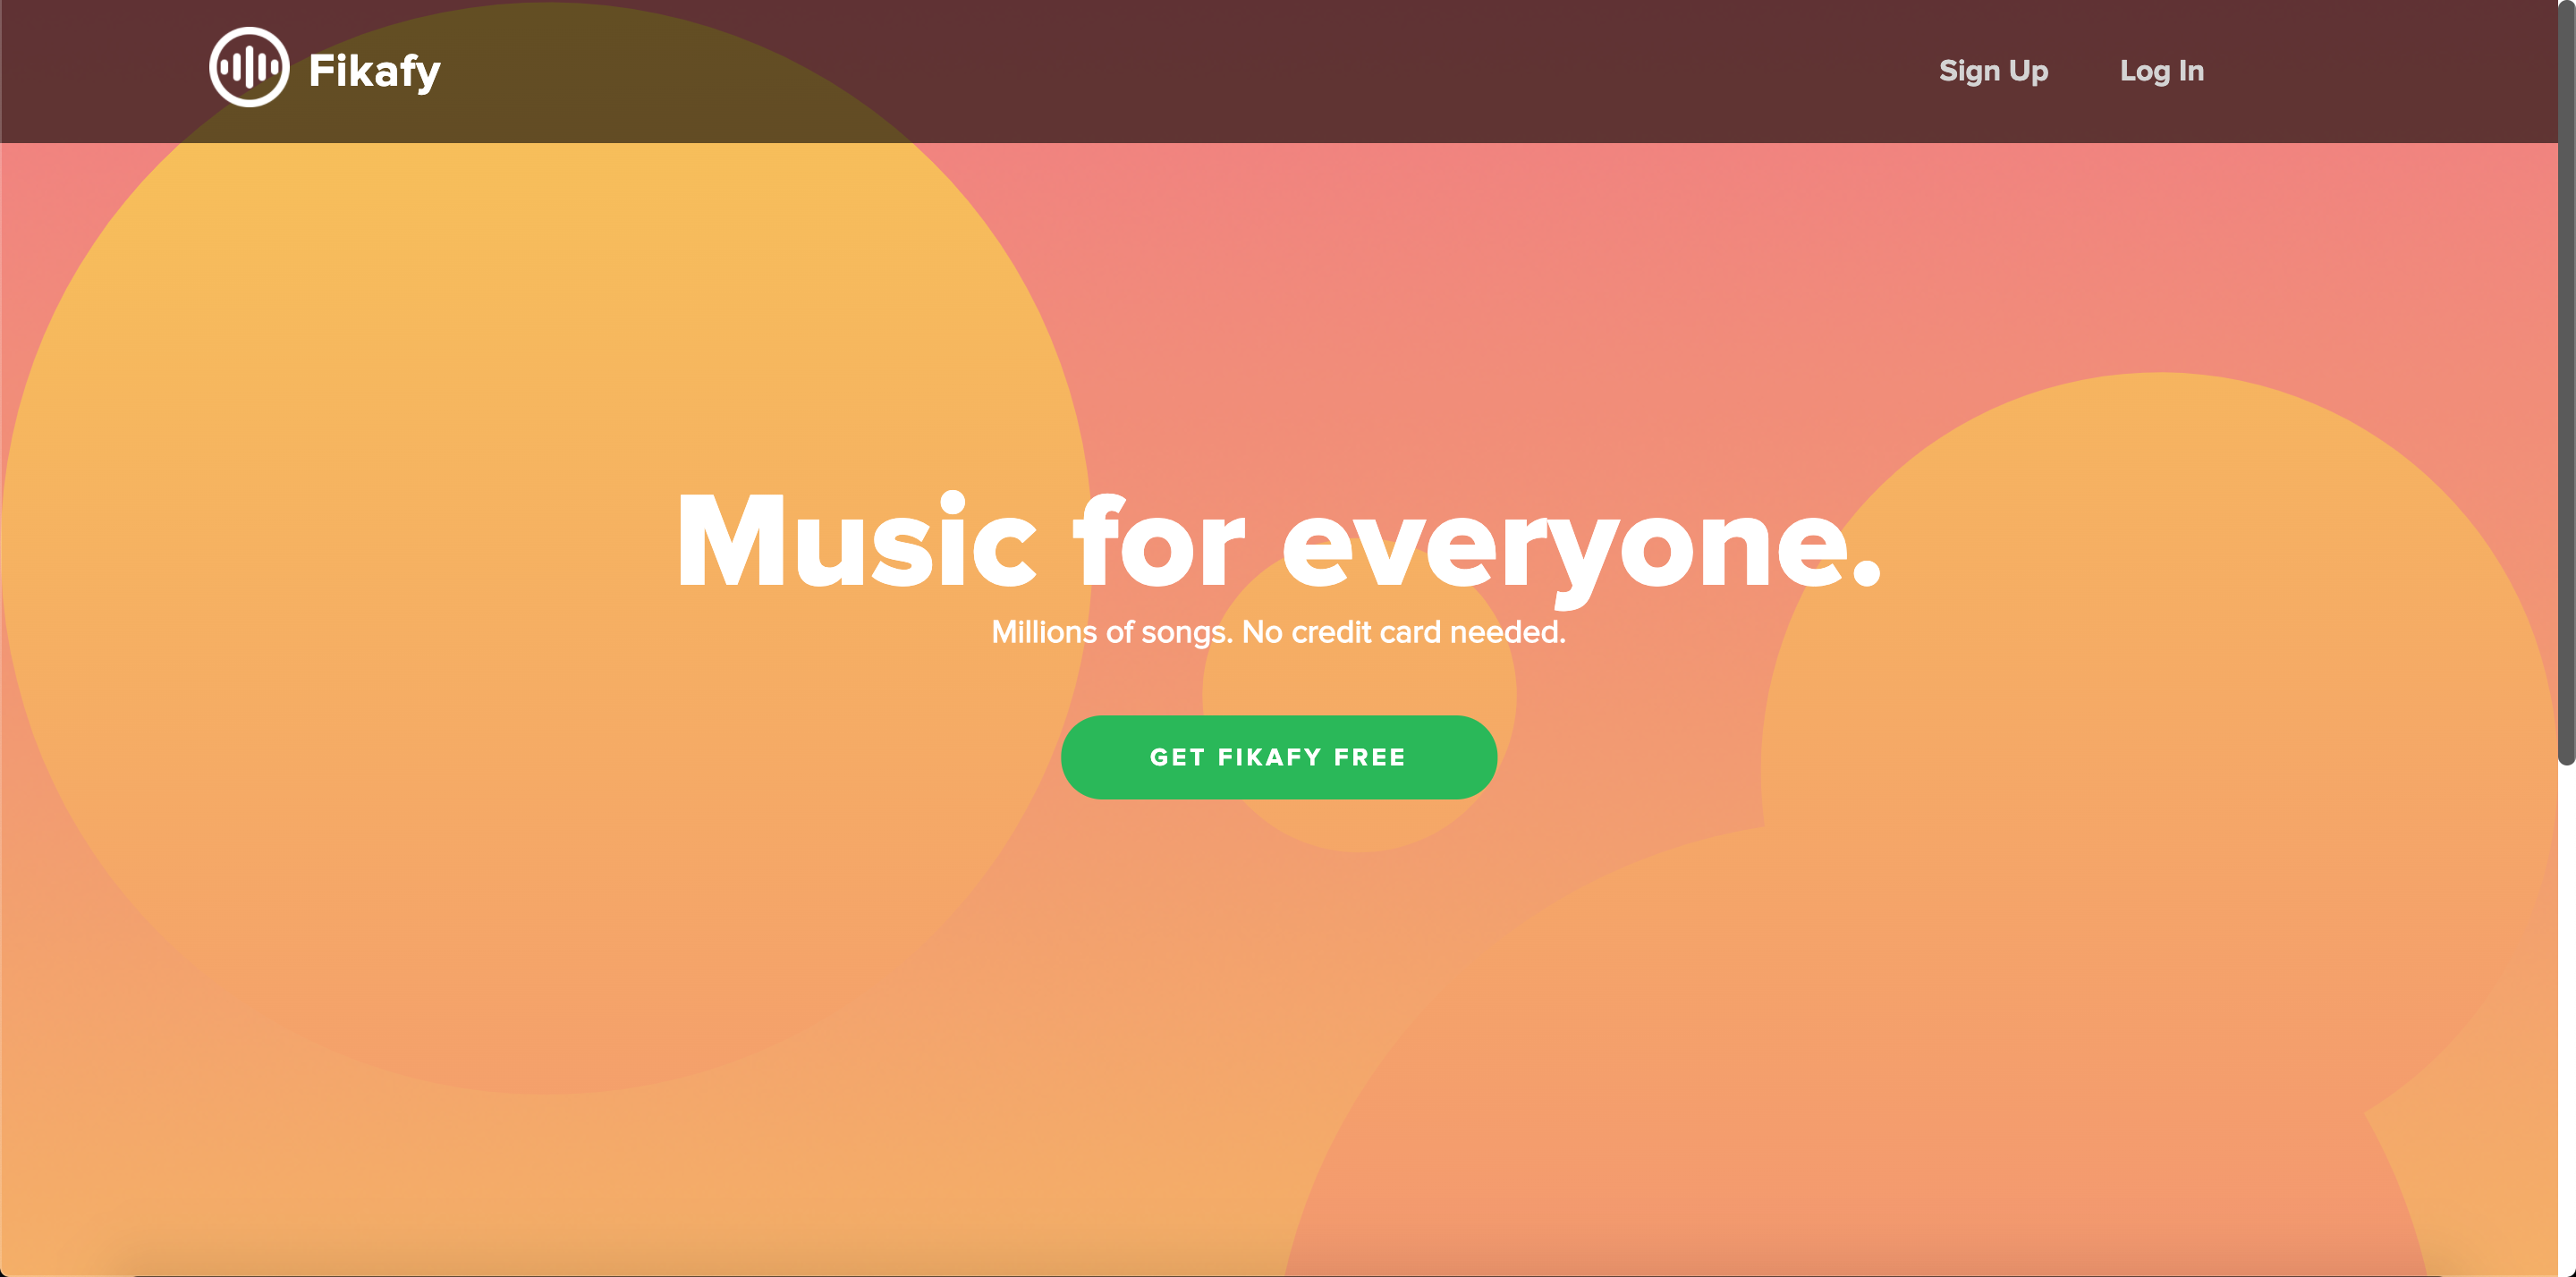 Fikafy
Sign Up
Log In
Music for everyone.
Millions of songs. No credit card needed.
GET FIKAFY FREE